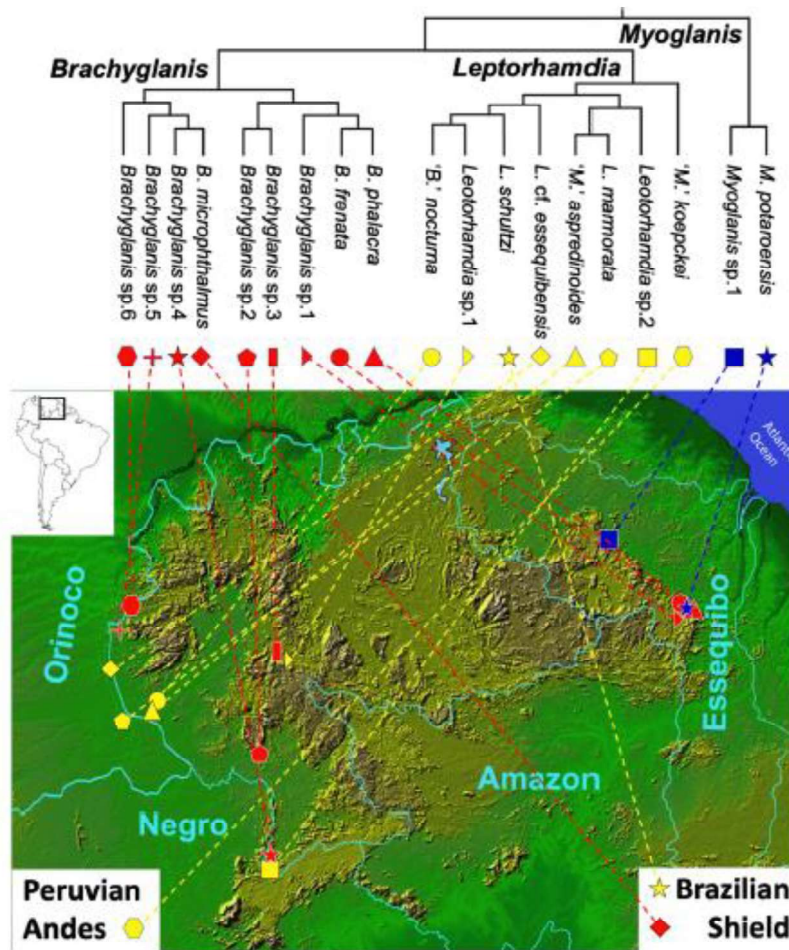 Myoglanis
Brachyglanis
Leptorhamdia
Brachyglanis sp.6
Brachyglanis sp.5
Brachyglanis sp.4
B. microphthalmus
Brachyglanis sp.2
Brachyglanis sp.3
Brachyglanis sp.1
B. frenata
B. phalacra
'B.' nocturna
Leotorhamdia sp.1
L. schultzi
L. cf. essequibensis
'M.' aspredinoides
L. marmorata
Leotorhamdia sp.2
'M.' koepckei
Myoglanis sp.1
M. potaroensis
Atlantic
Ocean
Orinoco
Essequibo
Amazon
Negro
Peruvian
Andes
Brazilian
Shield